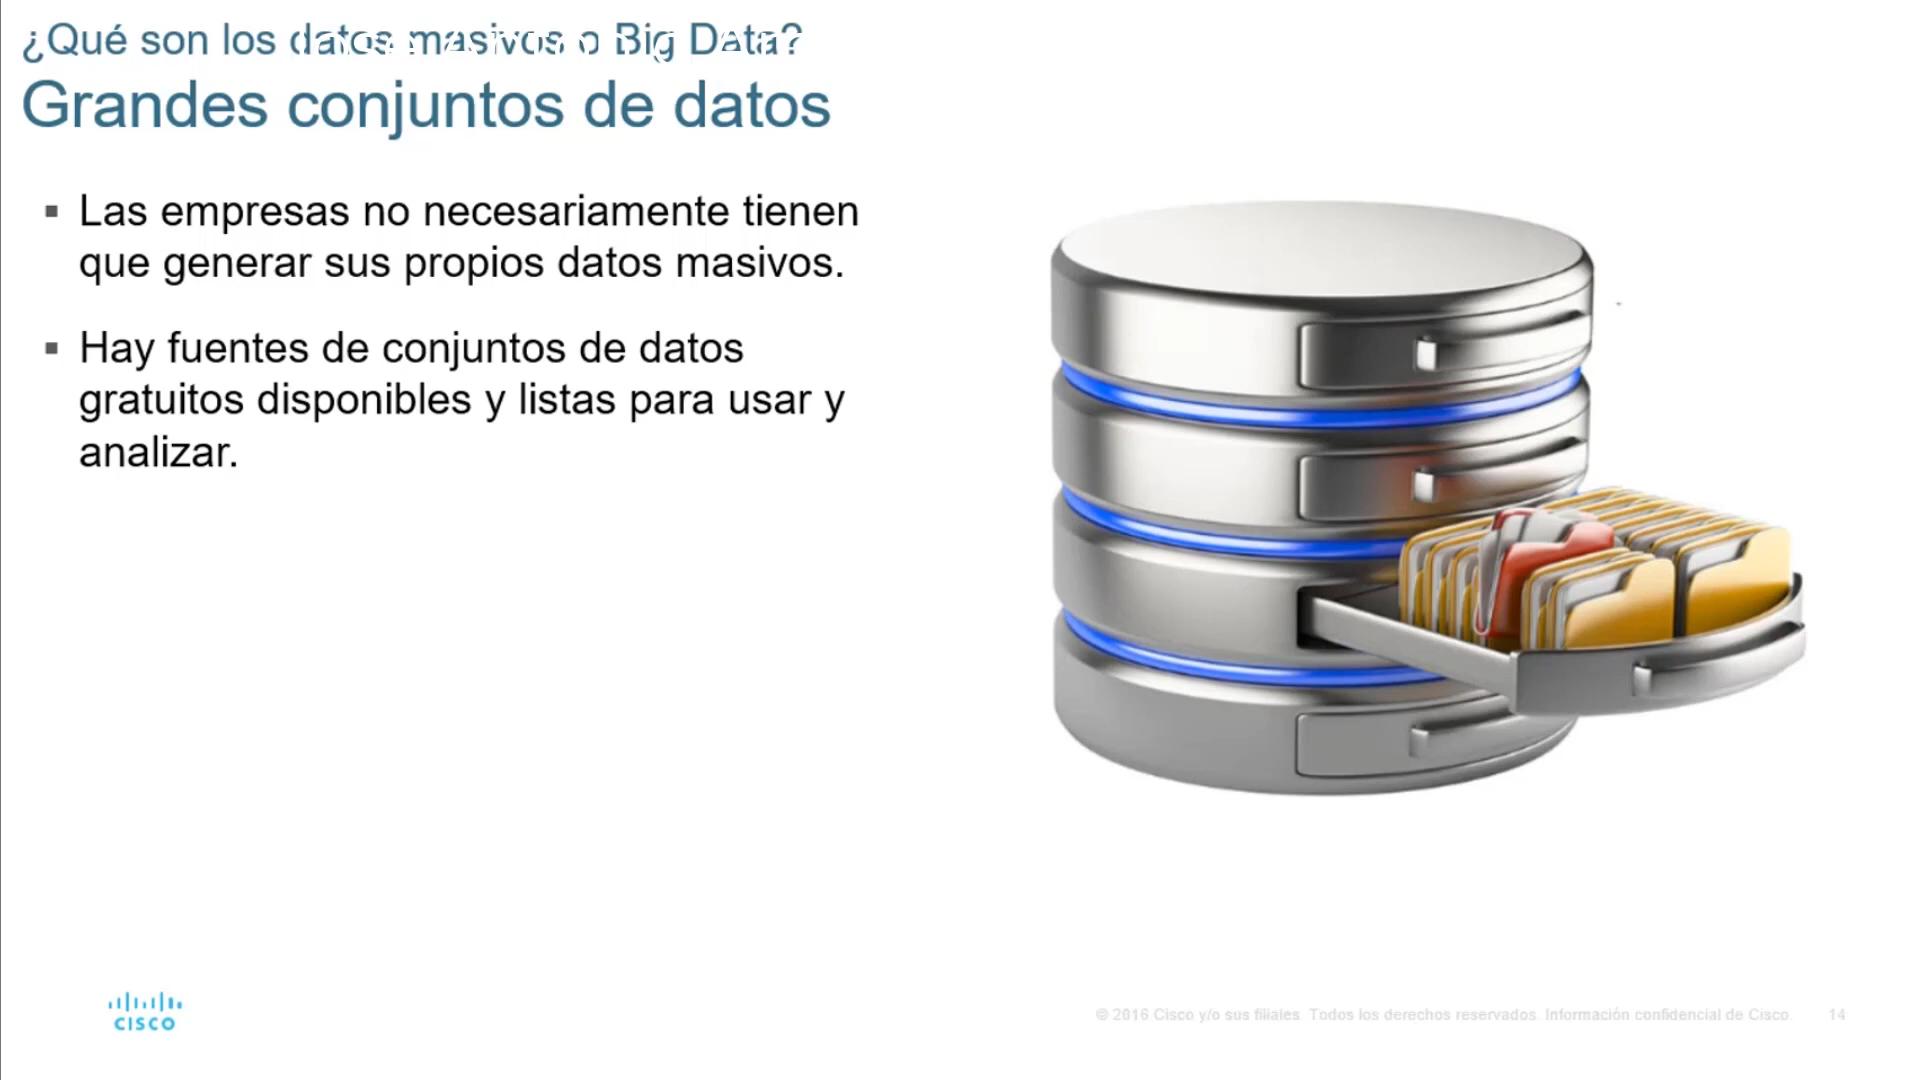 ¿Qué son los datos masivos o Big Data?
Grandes conjuntos de datos
▪ Las empresas no necesariamente tienen
que generar sus propios datos masivos.
▪ Hay fuentes de conjuntos de datos
gratuitos disponibles y listas para usar y
analizar.
CISCO
© 2016 Cisco y/o sus filiales. Todos los derechos reservados. Información confidencial de Cisco. 14